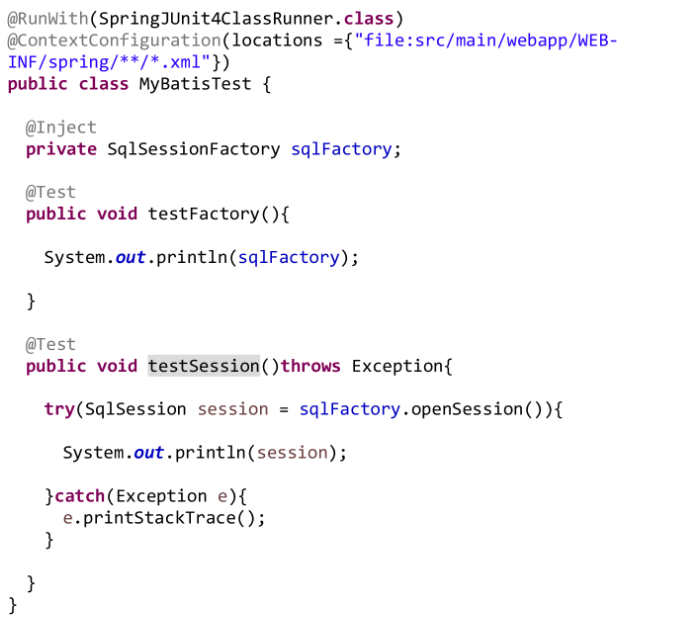 @RunWith(SpringJUnit4ClassRunner.class)
@ContextConfiguration(locations ={"file:src/main/webapp/WEB-
INF/spring/**/*.xml"})
public class MyBatisTest {
@Inject
private SqlSessionFactory sqlFactory;
@Test
public void testFactory(){
System.out.println(sqlFactory);
}
@Test
public void testSession()throws Exception{
try(SqlSession session = sqlFactory.openSession()){
System.out.println(session);
}catch(Exception e){
e.printStackTrace();
}
}
}